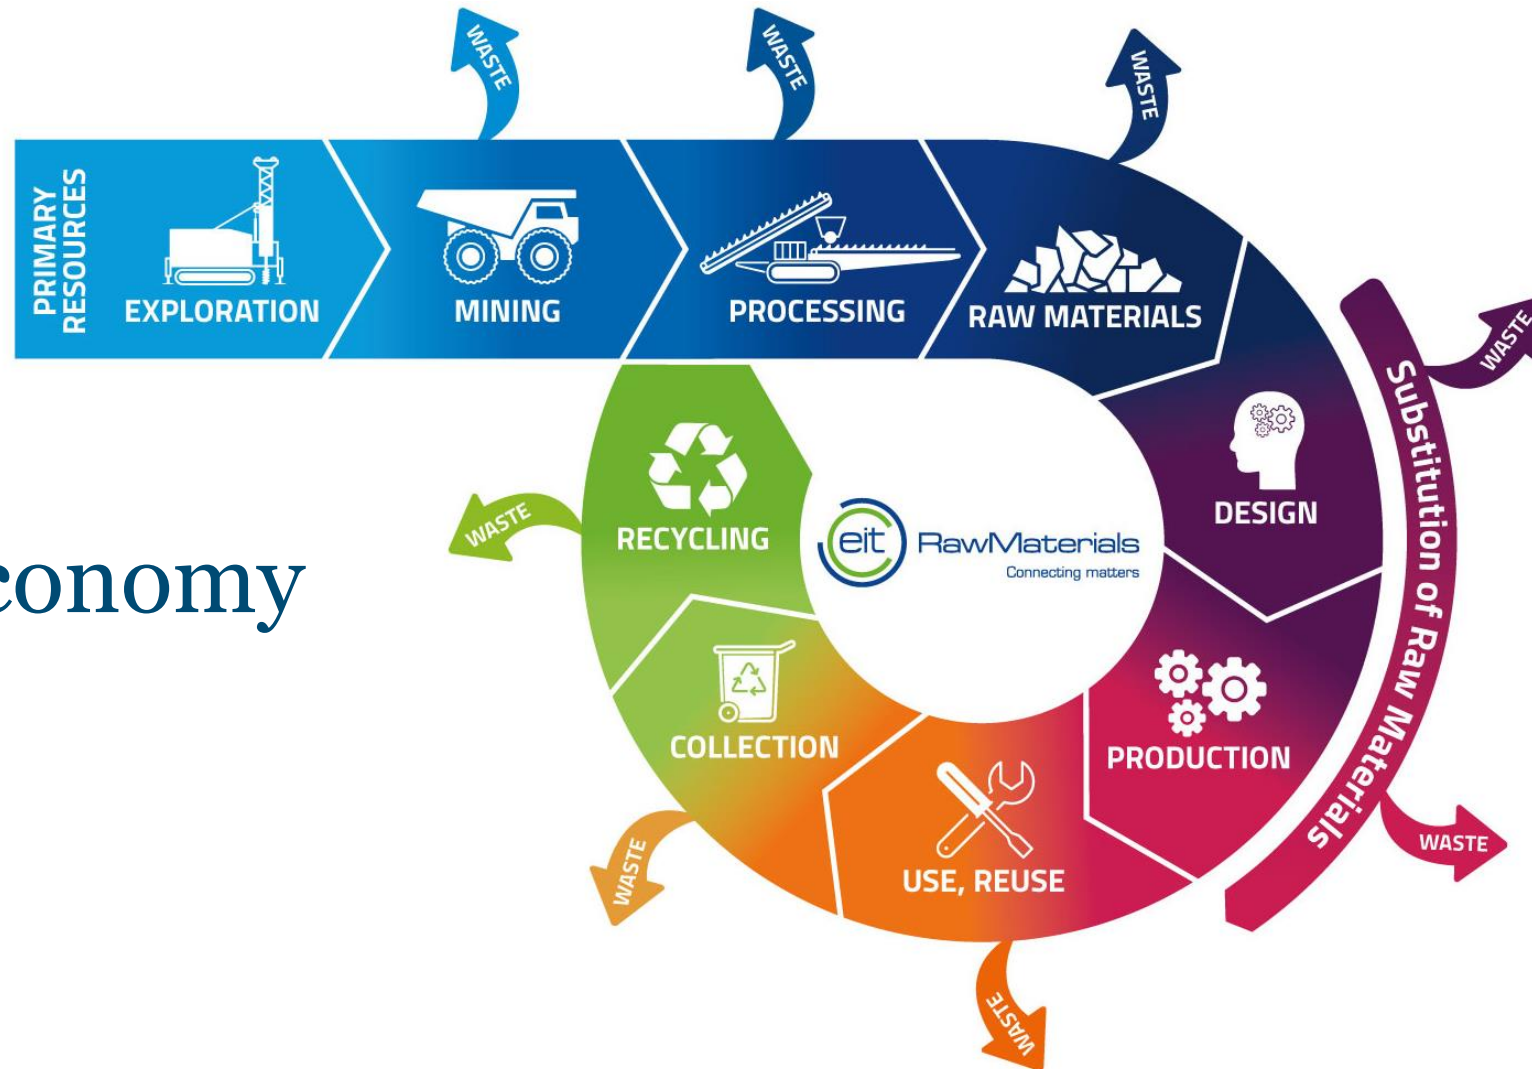 WASTE
WASTE
WASTE
PRIMARY
RESOURCES
EXPLORATION
MINING
PROCESSING
RAW MATERIALS
WASTE
Substitution of Raw Materials
DESIGN
RECYCLING
WASTE
eit RawMaterials
Connecting matters
conomy
COLLECTION
PRODUCTION
WASTE
USE, REUSE
WASTE
WASTE